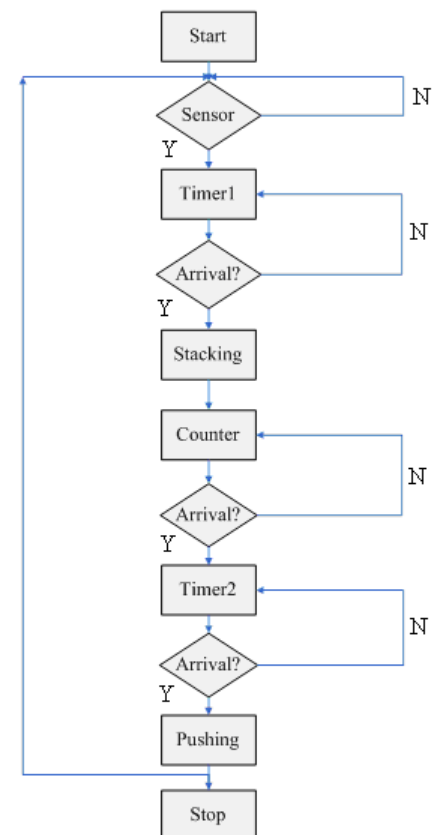 Start
N
Sensor
Y
Timer1
N
Arrival?
Y
Stacking
Counter
N
Arrival?
Y
Timer2
N
Arrival?
Y
Pushing
Stop